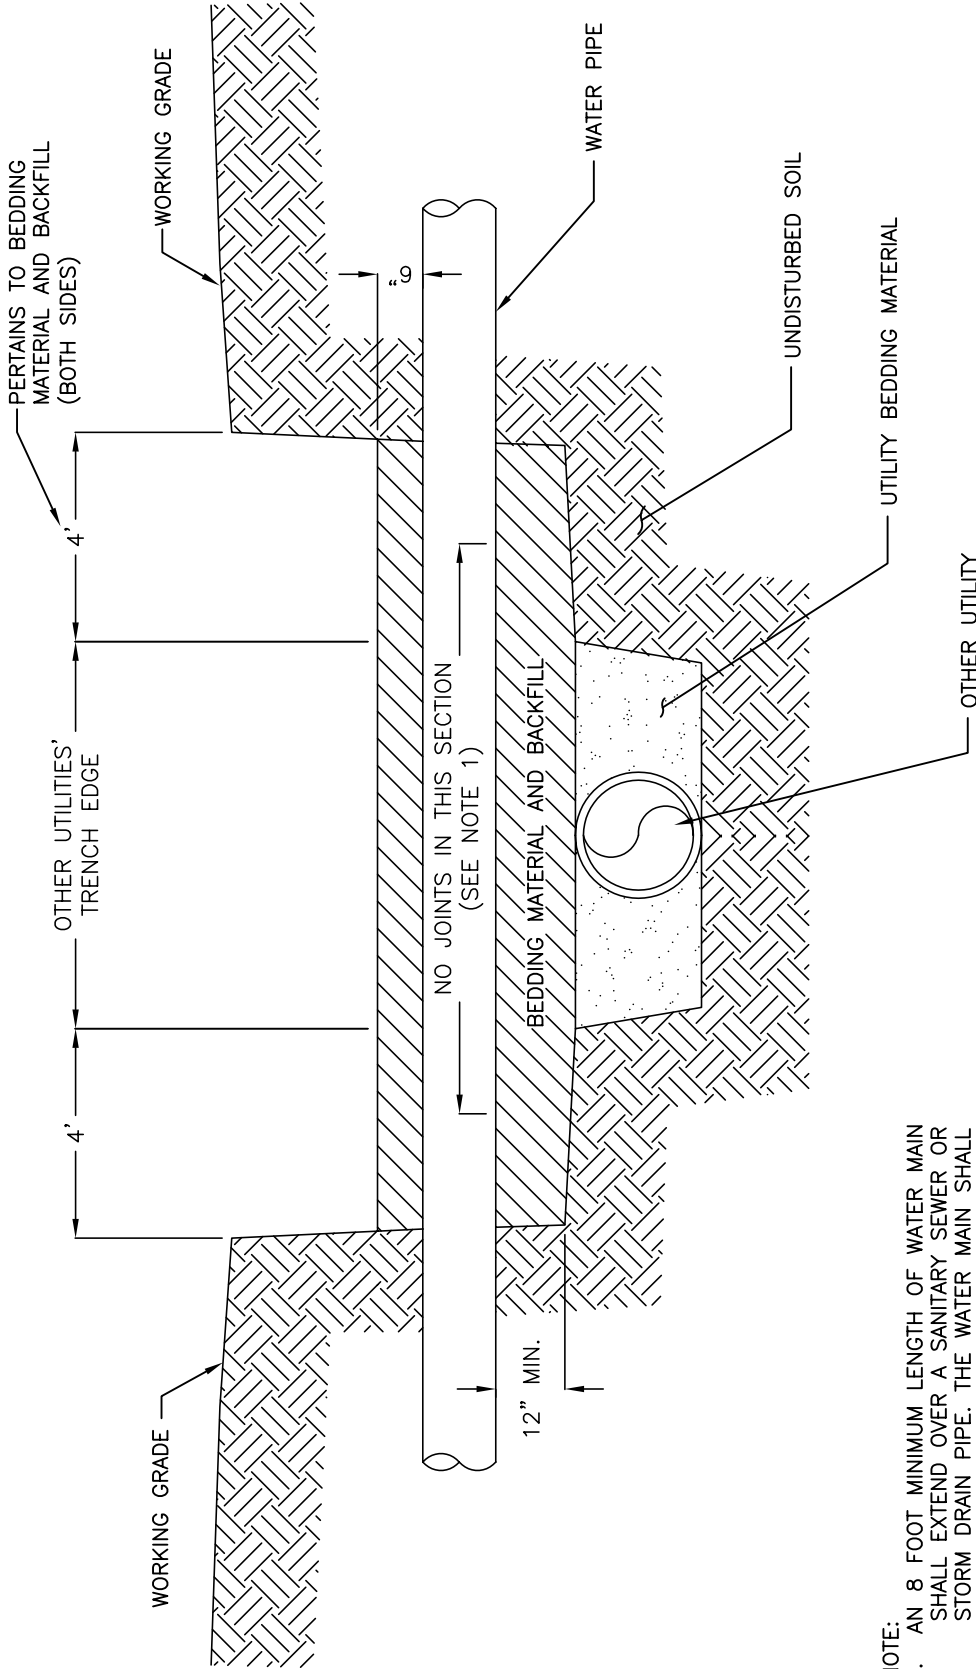 PERTAINS TO BEDDING
MATERIAL AND BACKFILL
(BOTH SIDES)
4'
OTHER UTILITIES'
TRENCH EDGE
4'
WORKING GRADE
WORKING GRADE
6"
NO JOINTS IN THIS SECTION
(SEE NOTE 1)
12" MIN.
BEDDING MATERIAL AND BACKFILL
WATER PIPE
UNDISTURBED SOIL
UTILITY BEDDING MATERIAL
OTHER UTILITY
NOTE:
. AN 8 FOOT MINIMUM LENGTH OF WATER MAIN
SHALL EXTEND OVER A SANITARY SEWER OR
STORM DRAIN PIPE. THE WATER MAIN SHALL